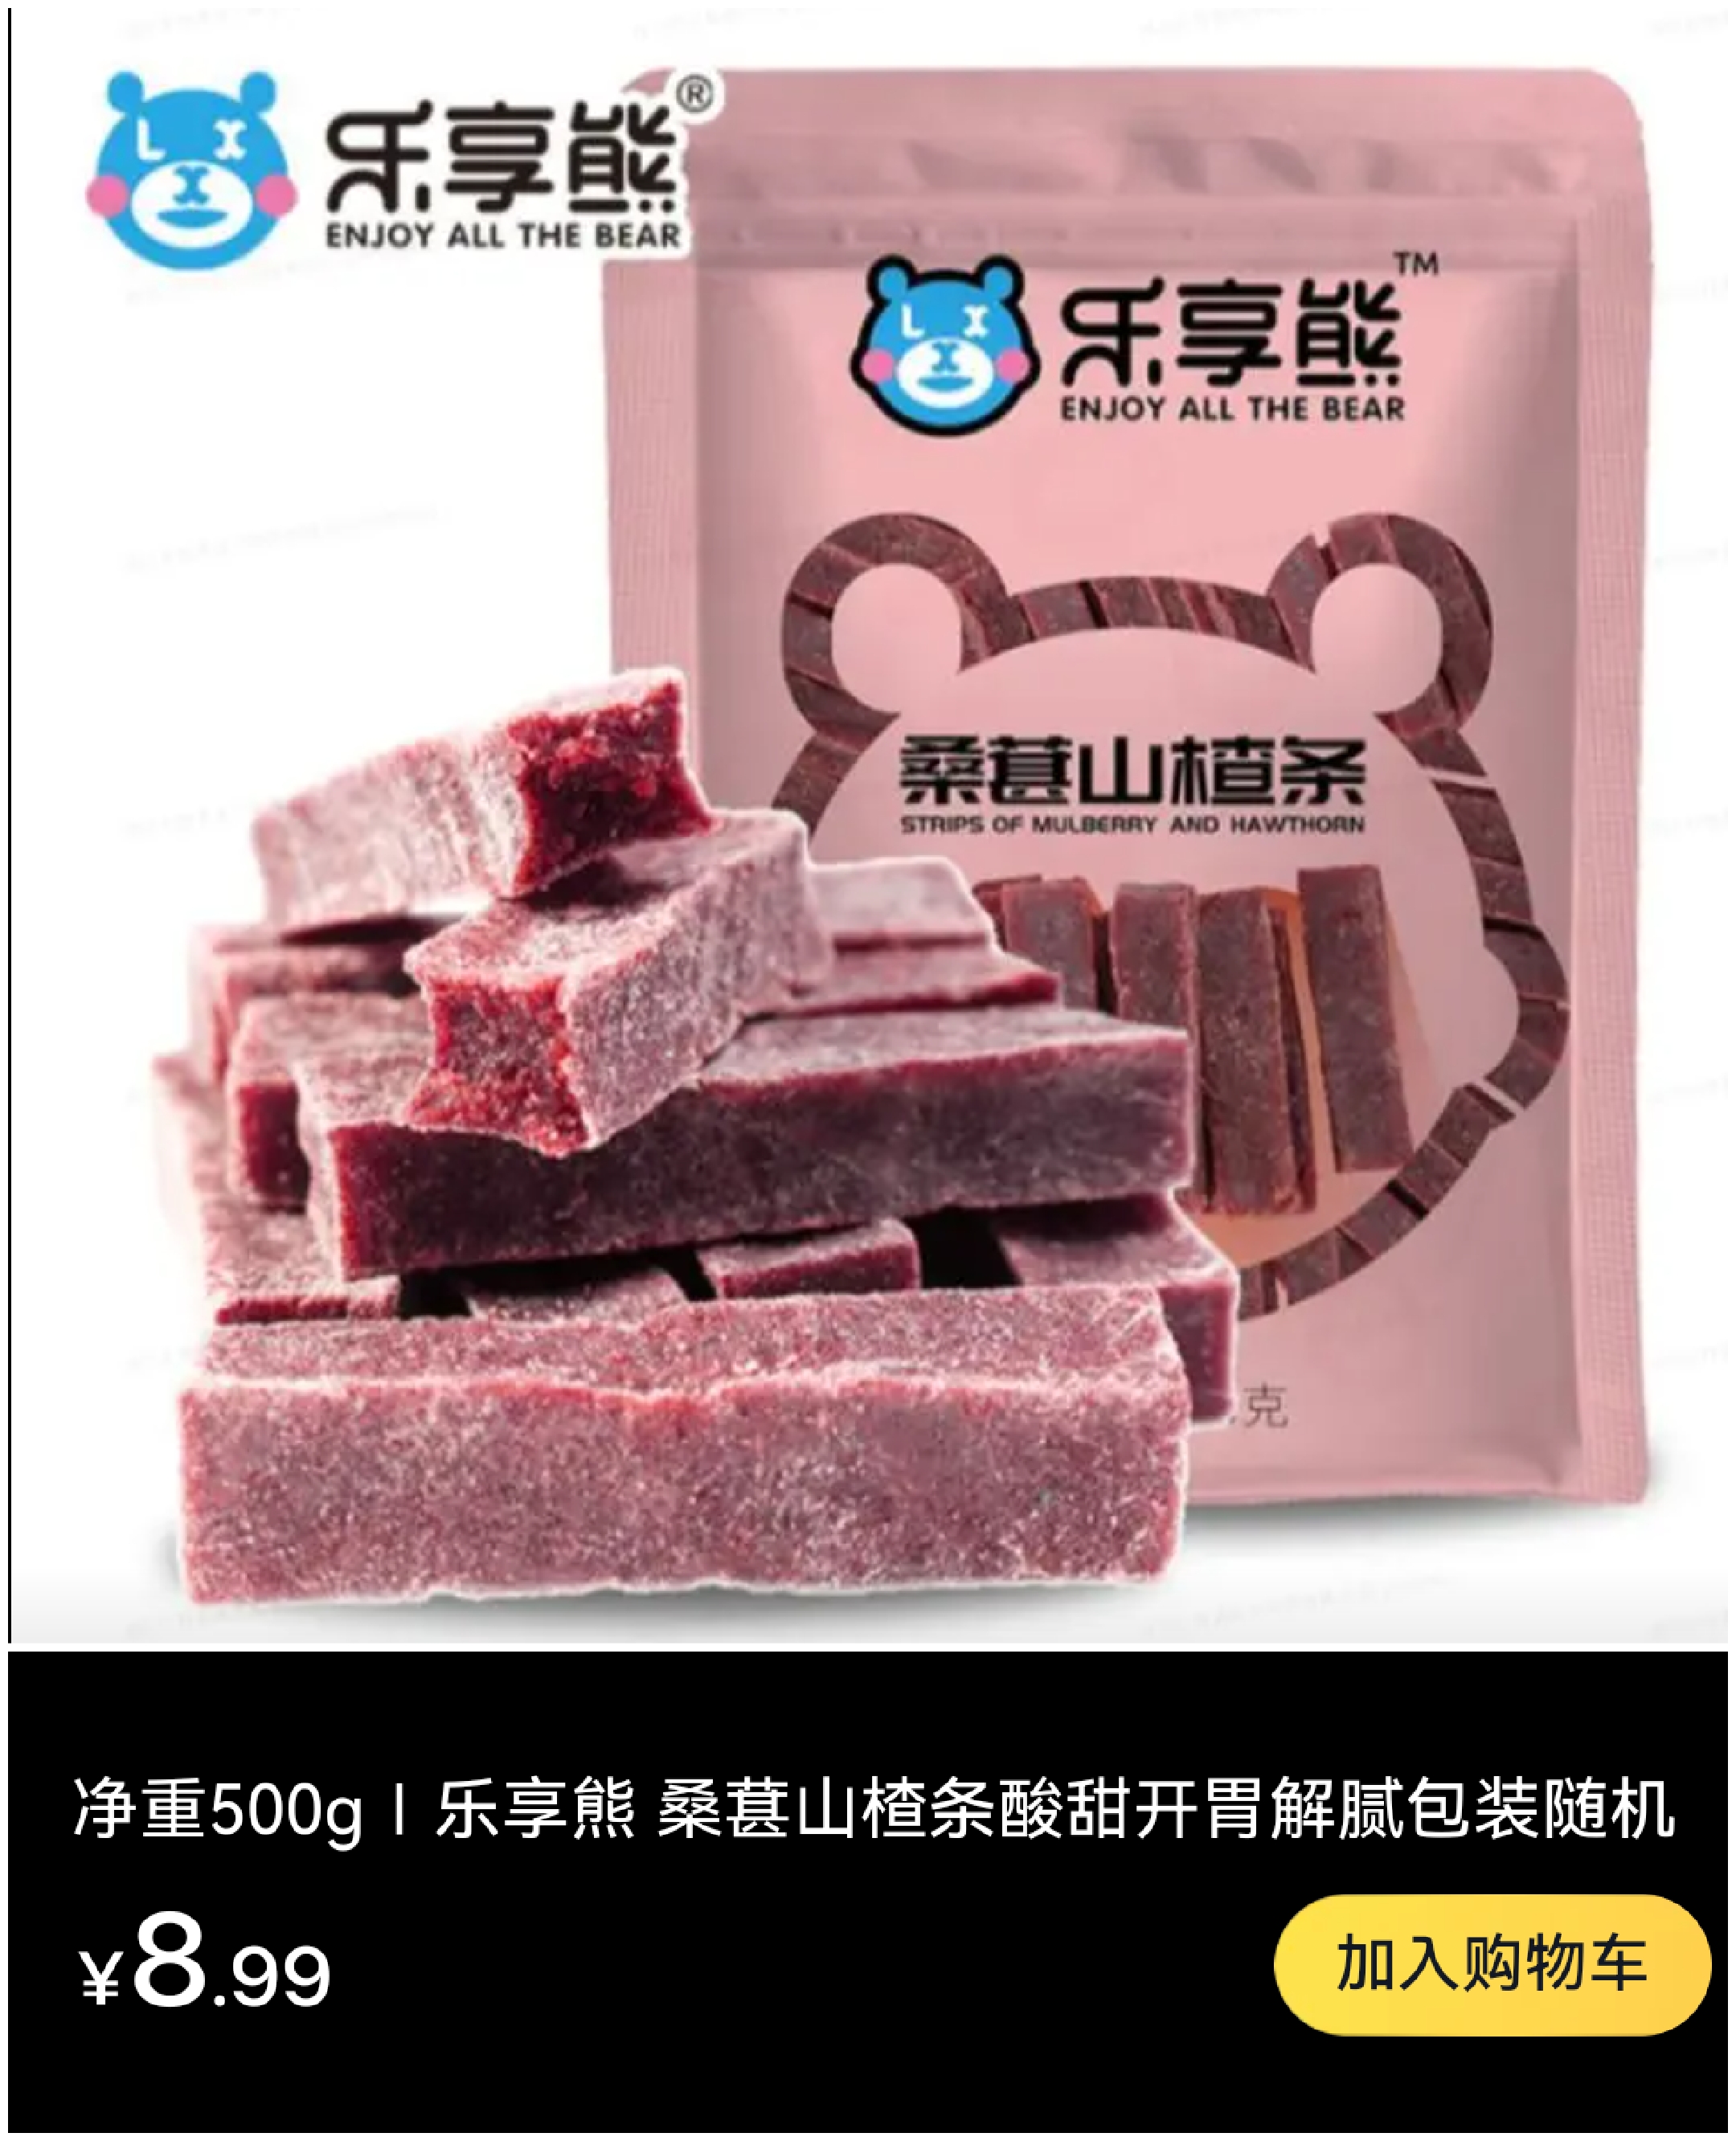 L X
X
乐享熊®
ENJOY ALL THE BEAR
L X
X
乐享熊™
ENJOY ALL THE BEAR
桑葚山楂条
STRIPS OF MULBERRY AND HAWTHORN
克
净重500g | 乐享熊 桑葚山楂条酸甜开胃解腻包装随机
¥8.99
加入购物车